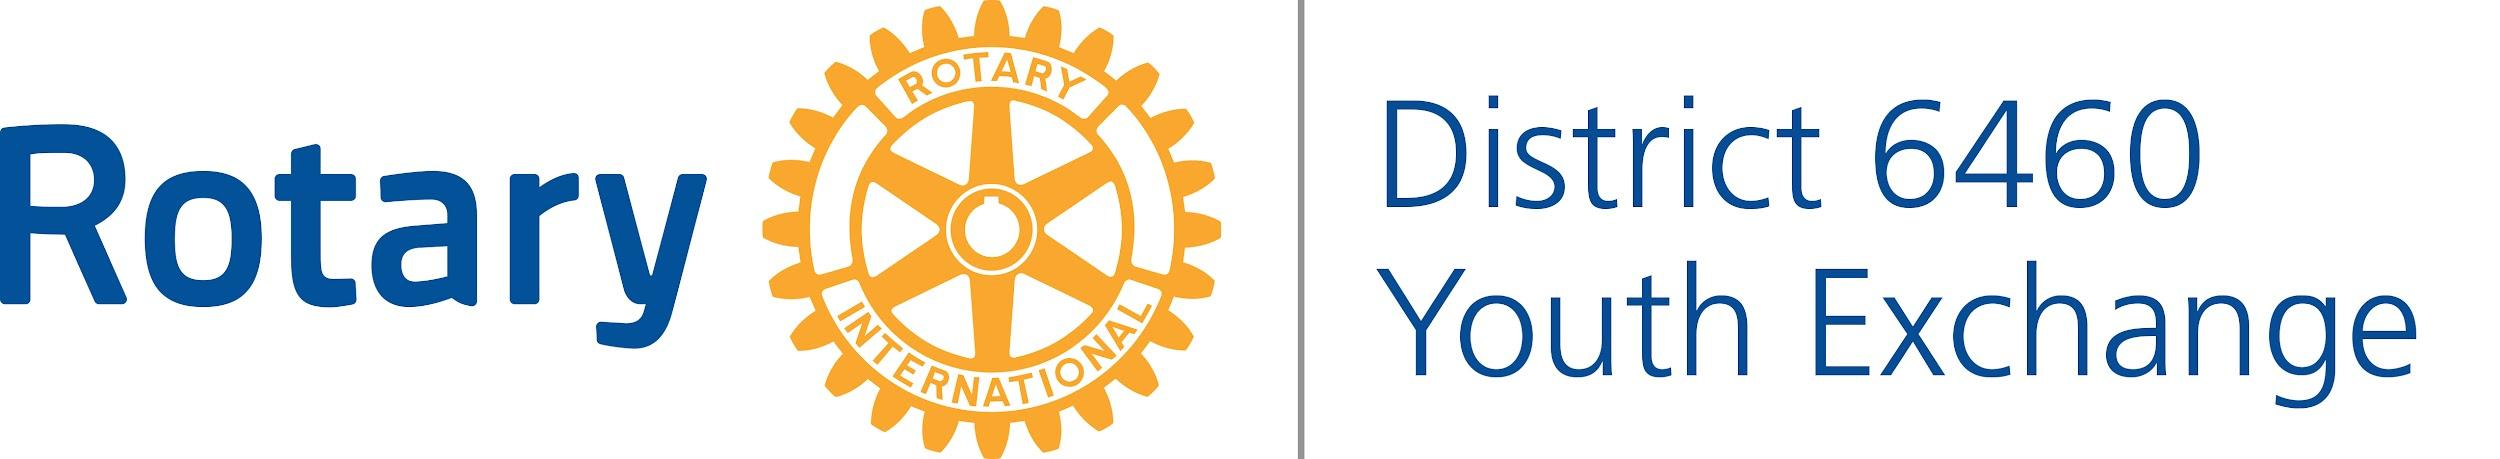 Rotary
ROTARY
INTERNATIONAL
District 6460
Youth Exchange